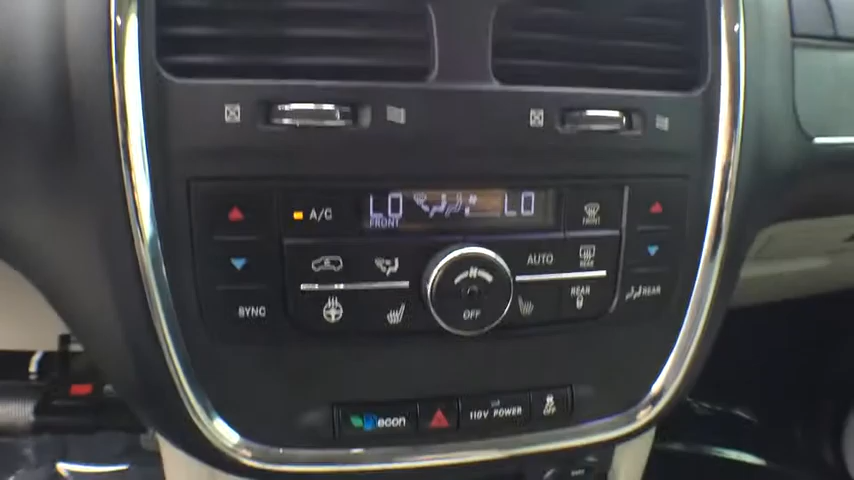 A/C
LO
LO
FRONT
FRONT
AUTO
REAR
SYNC
OFF
REAR
REAR
econ
110V POWER
OFF